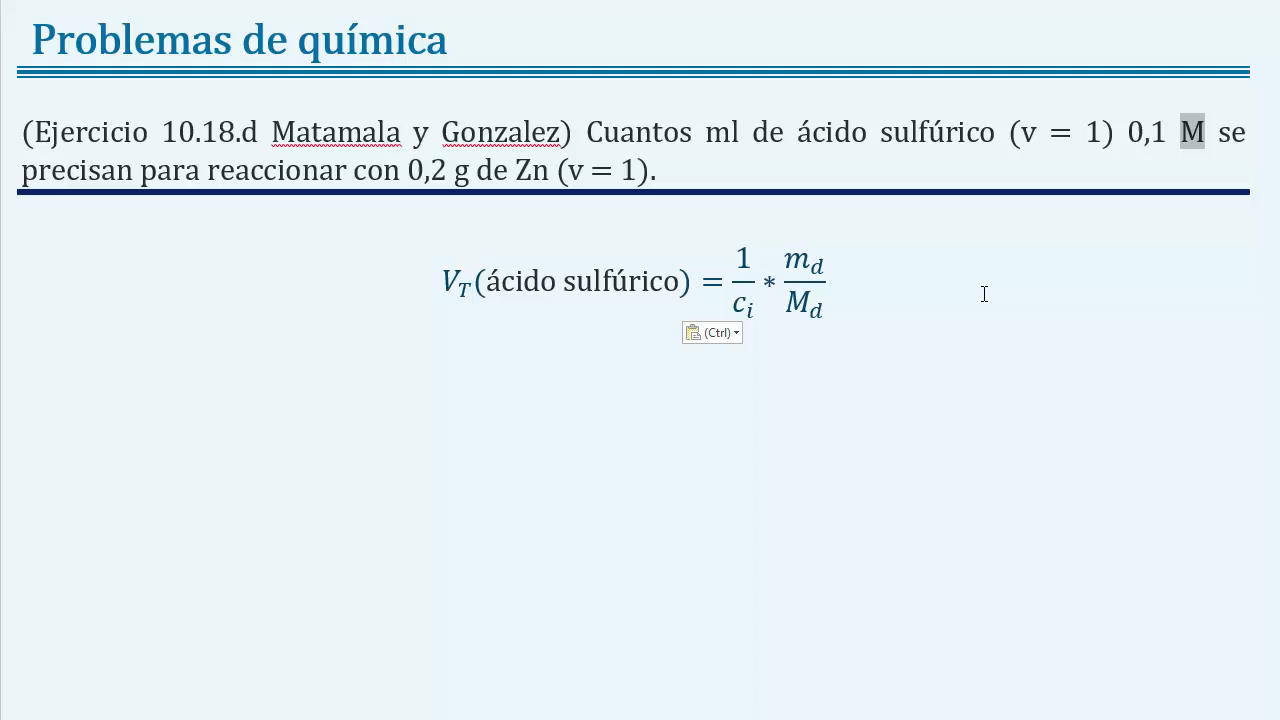 Problemas de química
(Ejercicio 10.18.d Matamala y Gonzalez) Cuantos ml de ácido sulfúrico (v = 1) 0,1 M se
precisan para reaccionar con 0,2 g de Zn (v = 1).
V_T(ácido sulfúrico) = 1/c_i * m_d/M_d
(Ctrl)